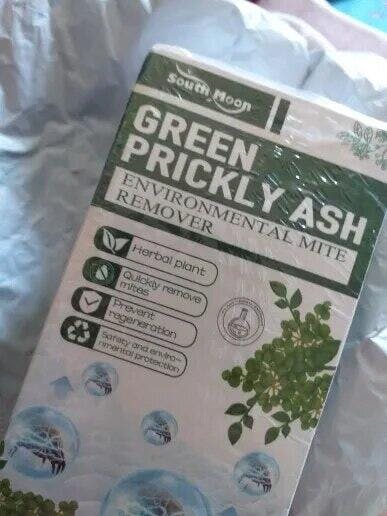 South Moon
GREEN
PRICKLY ASH
ENVIRONMENTAL MITE
REMOVER
Herbal plant
Quickly remove
mites
Prevent
regeneration
Safety and enviro-
nmental protection